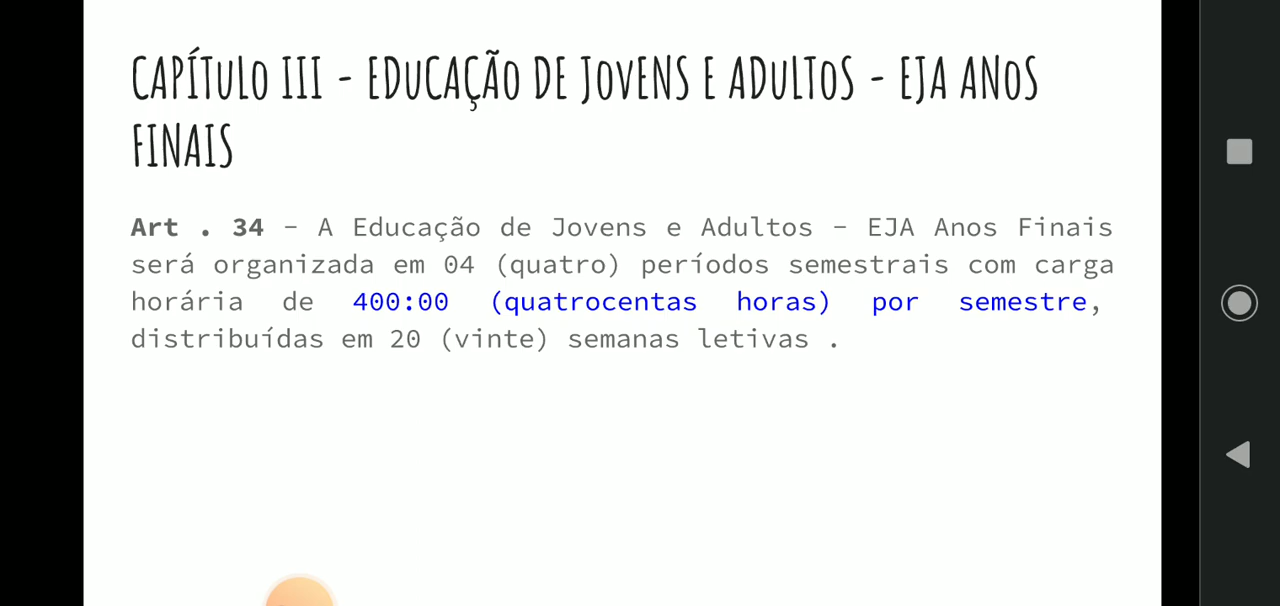 CAPÍTULO III - EDUCAÇÃO DE JOVENS E ADULTOS - EJA ANOS
FINAIS
Art . 34 – A Educação de Jovens e Adultos – EJA Anos Finais
será organizada em 04 (quatro) períodos semestrais com carga
horária de 400:00 (quatrocentas horas) por semestre,
distribuídas em 20 (vinte) semanas letivas .